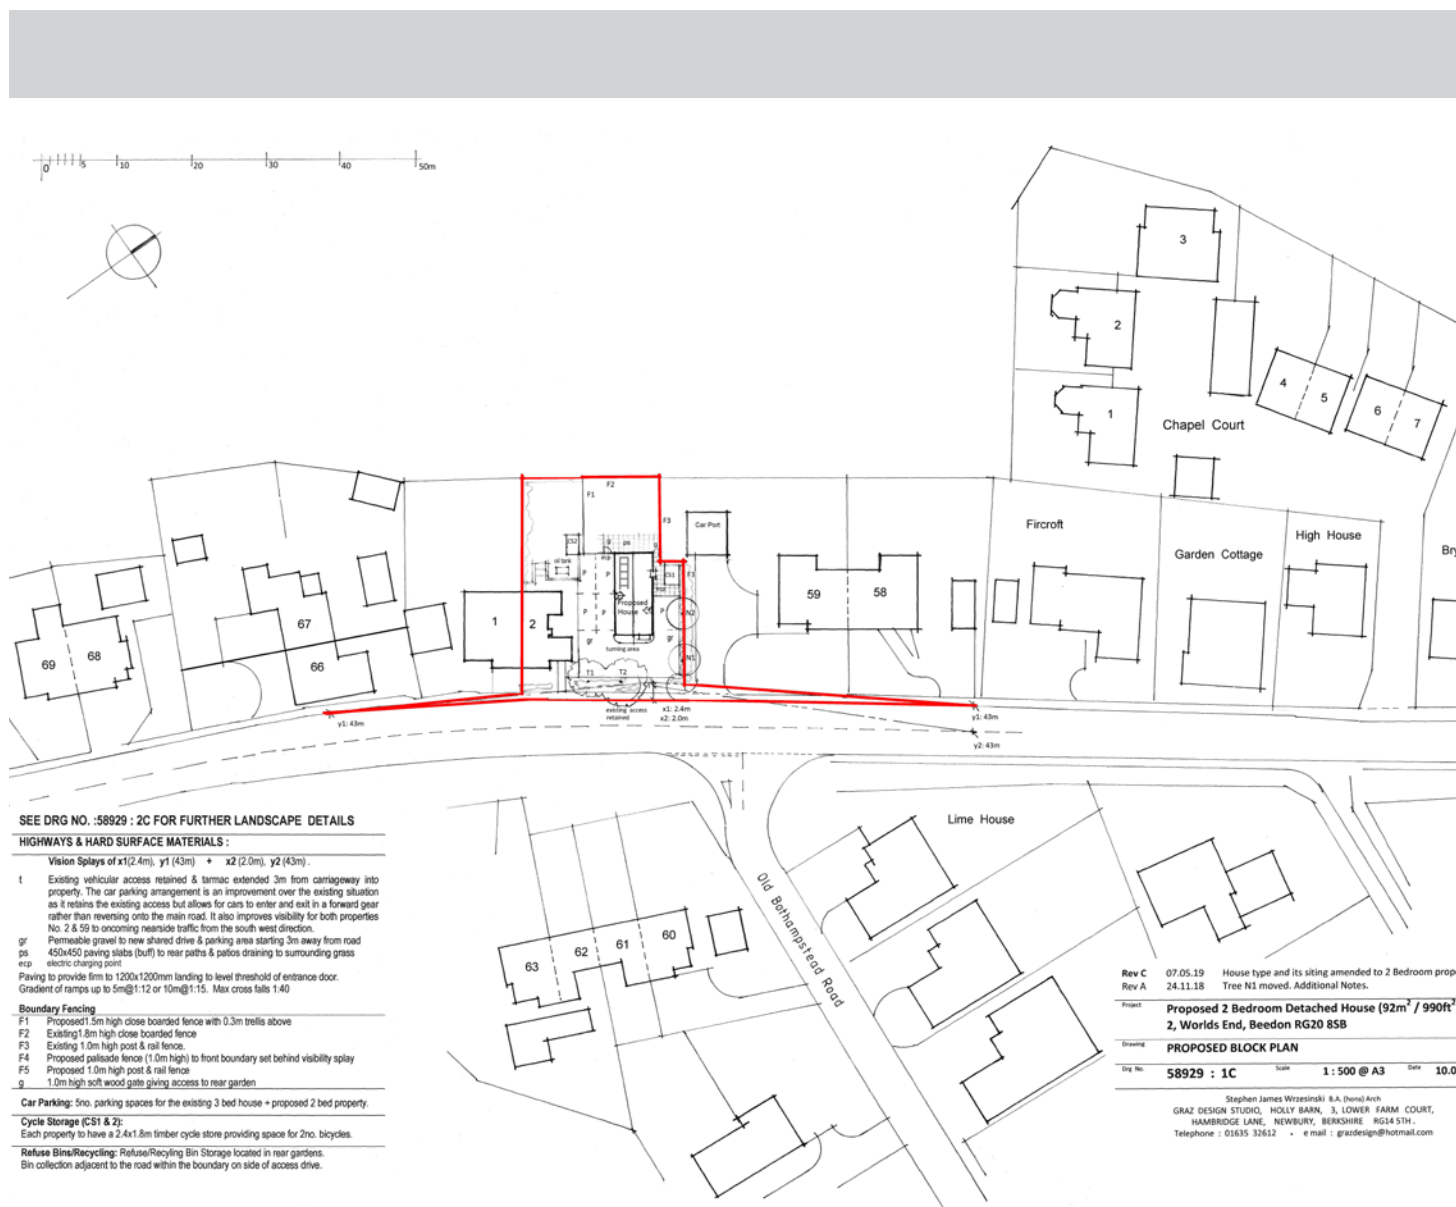 0 5 10 20 30 40 50m
3
2
1
4
5
6
7
Chapel Court
F2
F1
F3
Car Port
Fircroft
High House
Garden Cottage
Bry
CS2
g
ps
g
ecp
oil tank
P
P
CS1
F3
59
58
Proposed
House
P
P
P
N2
1
2
67
66
69
68
gr
gr
turning area
N1
T1
T2
existing access
retained
x1: 2.4m
x2: 2.0m
y1: 43m
y1: 43m
y2: 43m
Lime House
Old Bothampstead Road
63
62
61
60
SEE DRG NO. :58929 : 2C FOR FURTHER LANDSCAPE DETAILS
HIGHWAYS & HARD SURFACE MATERIALS :
Vision Splays of x1(2.4m), y1 (43m) + x2 (2.0m), y2 (43m) .
t Existing vehicular access retained & tarmac extended 3m from carriageway into
property. The car parking arrangement is an improvement over the existing situation
as it retains the existing access but allows for cars to enter and exit in a forward gear
rather than reversing onto the main road. It also improves visibility for both properties
No. 2 & 59 to oncoming nearside traffic from the south west direction.
gr Permeable gravel to new shared drive & parking area starting 3m away from road
ps 450x450 paving slabs (buff) to rear paths & patios draining to surrounding grass
ecp electric charging point
Paving to provide firm to 1200x1200mm landing to level threshold of entrance door.
Gradient of ramps up to 5m@1:12 or 10m@1:15. Max cross falls 1:40
Boundary Fencing
F1 Proposed1.5m high close boarded fence with 0.3m trellis above
F2 Existing1.8m high close boarded fence
F3 Existing 1.0m high post & rail fence.
F4 Proposed palisade fence (1.0m high) to front boundary set behind visibility splay
F5 Proposed 1.0m high post & rail fence
g 1.0m high soft wood gate giving access to rear garden
Car Parking: 5no. parking spaces for the existing 3 bed house + proposed 2 bed property.
Cycle Storage (CS1 & 2):
Each property to have a 2.4x1.8m timber cycle store providing space for 2no. bicycles.
Refuse Bins/Recycling: Refuse/Recyling Bin Storage located in rear gardens.
Bin collection adjacent to the road within the boundary on side of access drive.
Rev C 07.05.19 House type and its siting amended to 2 Bedroom prope
Rev A 24.11.18 Tree N1 moved. Additional Notes.
Project Proposed 2 Bedroom Detached House (92m² / 990ft²
2, Worlds End, Beedon RG20 8SB
Drawing PROPOSED BLOCK PLAN
Drg No. 58929 : 1C Scale 1 : 500 @ A3 Date 10.0
Stephen James Wrzesinski B.A. (hons) Arch
GRAZ DESIGN STUDIO, HOLLY BARN, 3, LOWER FARM COURT,
HAMBRIDGE LANE, NEWBURY, BERKSHIRE RG14 5TH .
Telephone : 01635 32612 . e mail : grazdesign@hotmail.com